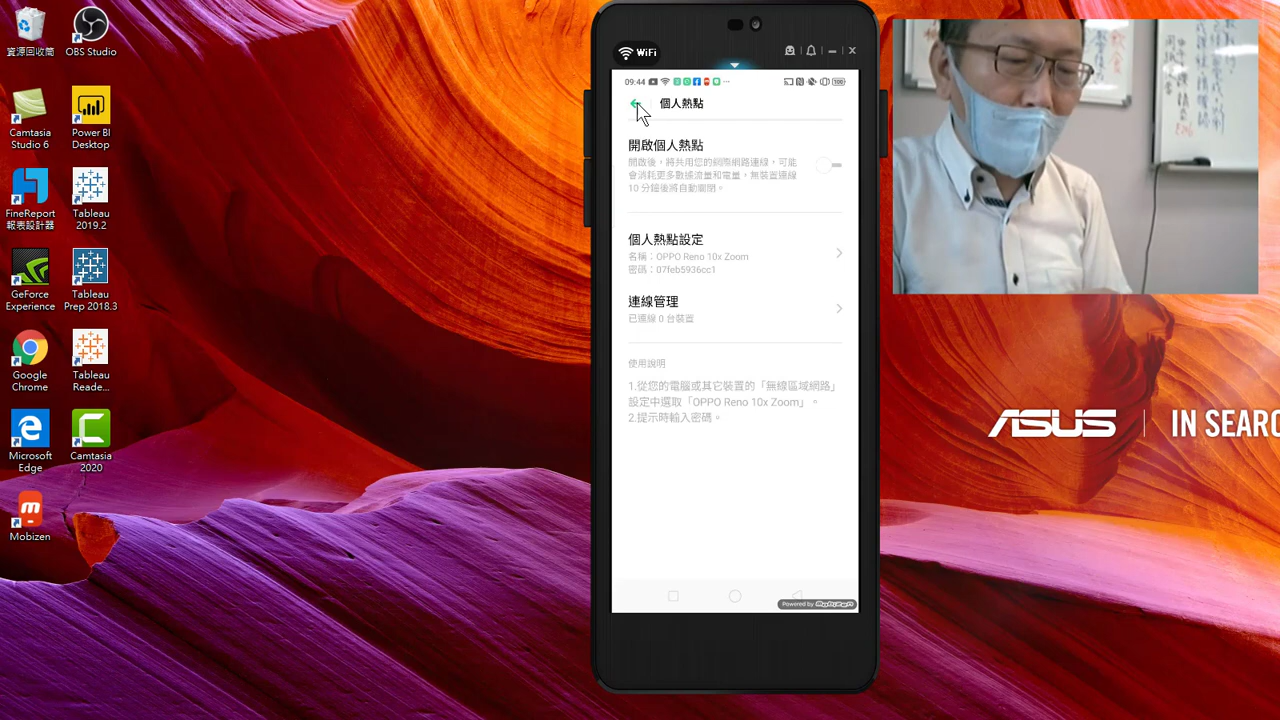 資源回收筒
OBS Studio
Camtasia
Studio 6
Power BI
Desktop
FineReport
報表設計器
Tableau
2019.2
GeForce
Experience
Tableau
Prep 2018.3
Google
Chrome
Tableau
Reade...
Microsoft
Edge
Camtasia
2020
Mobizen
WiFi
09:44
100
個人熱點
開啟個人熱點
開啟後，將共用您的網際網路連線，可能
會消耗更多數據流量和電量，無裝置連線
10 分鐘後將自動關閉。
個人熱點設定
名稱：OPPO Reno 10x Zoom
密碼：07feb5936cc1
連線管理
已連線 0 台裝置
使用說明
1.從您的電腦或其它裝置的「無線區域網路」
設定中選取「OPPO Reno 10x Zoom」。
2.提示時輸入密碼。
Powered by
ASUS
IN SEARC